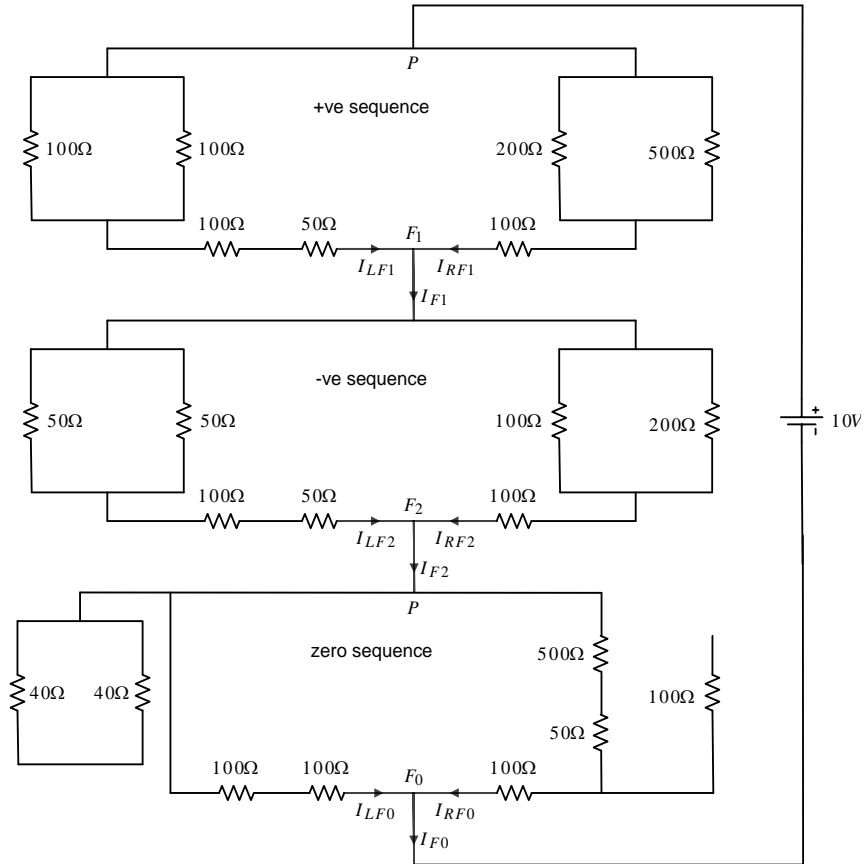 P
+ve sequence
100Ω 100Ω 200Ω 500Ω
100Ω 50Ω F1 100Ω
ILF1 IRF1
IF1
-ve sequence
50Ω 50Ω 100Ω 200Ω
+ 10V
-
100Ω 50Ω F2 100Ω
ILF2 IRF2
IF2
P
zero sequence
500Ω
40Ω 40Ω 100Ω
50Ω
100Ω 100Ω F0 100Ω
ILF0 IRF0
IF0